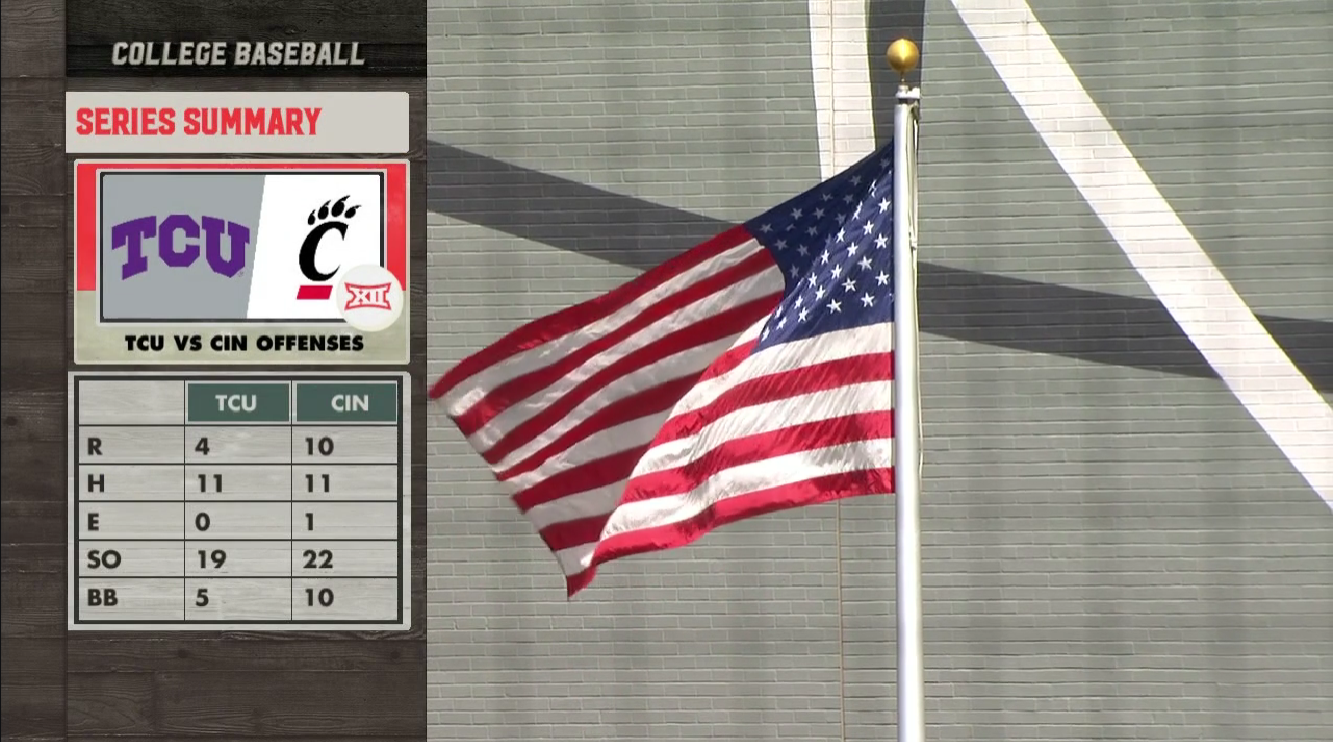 COLLEGE BASEBALL
SERIES SUMMARY
TCU C
XII
TCU VS CIN OFFENSES
TCU CIN
R 4 10
H 11 11
E 0 1
SO 19 22
BB 5 10